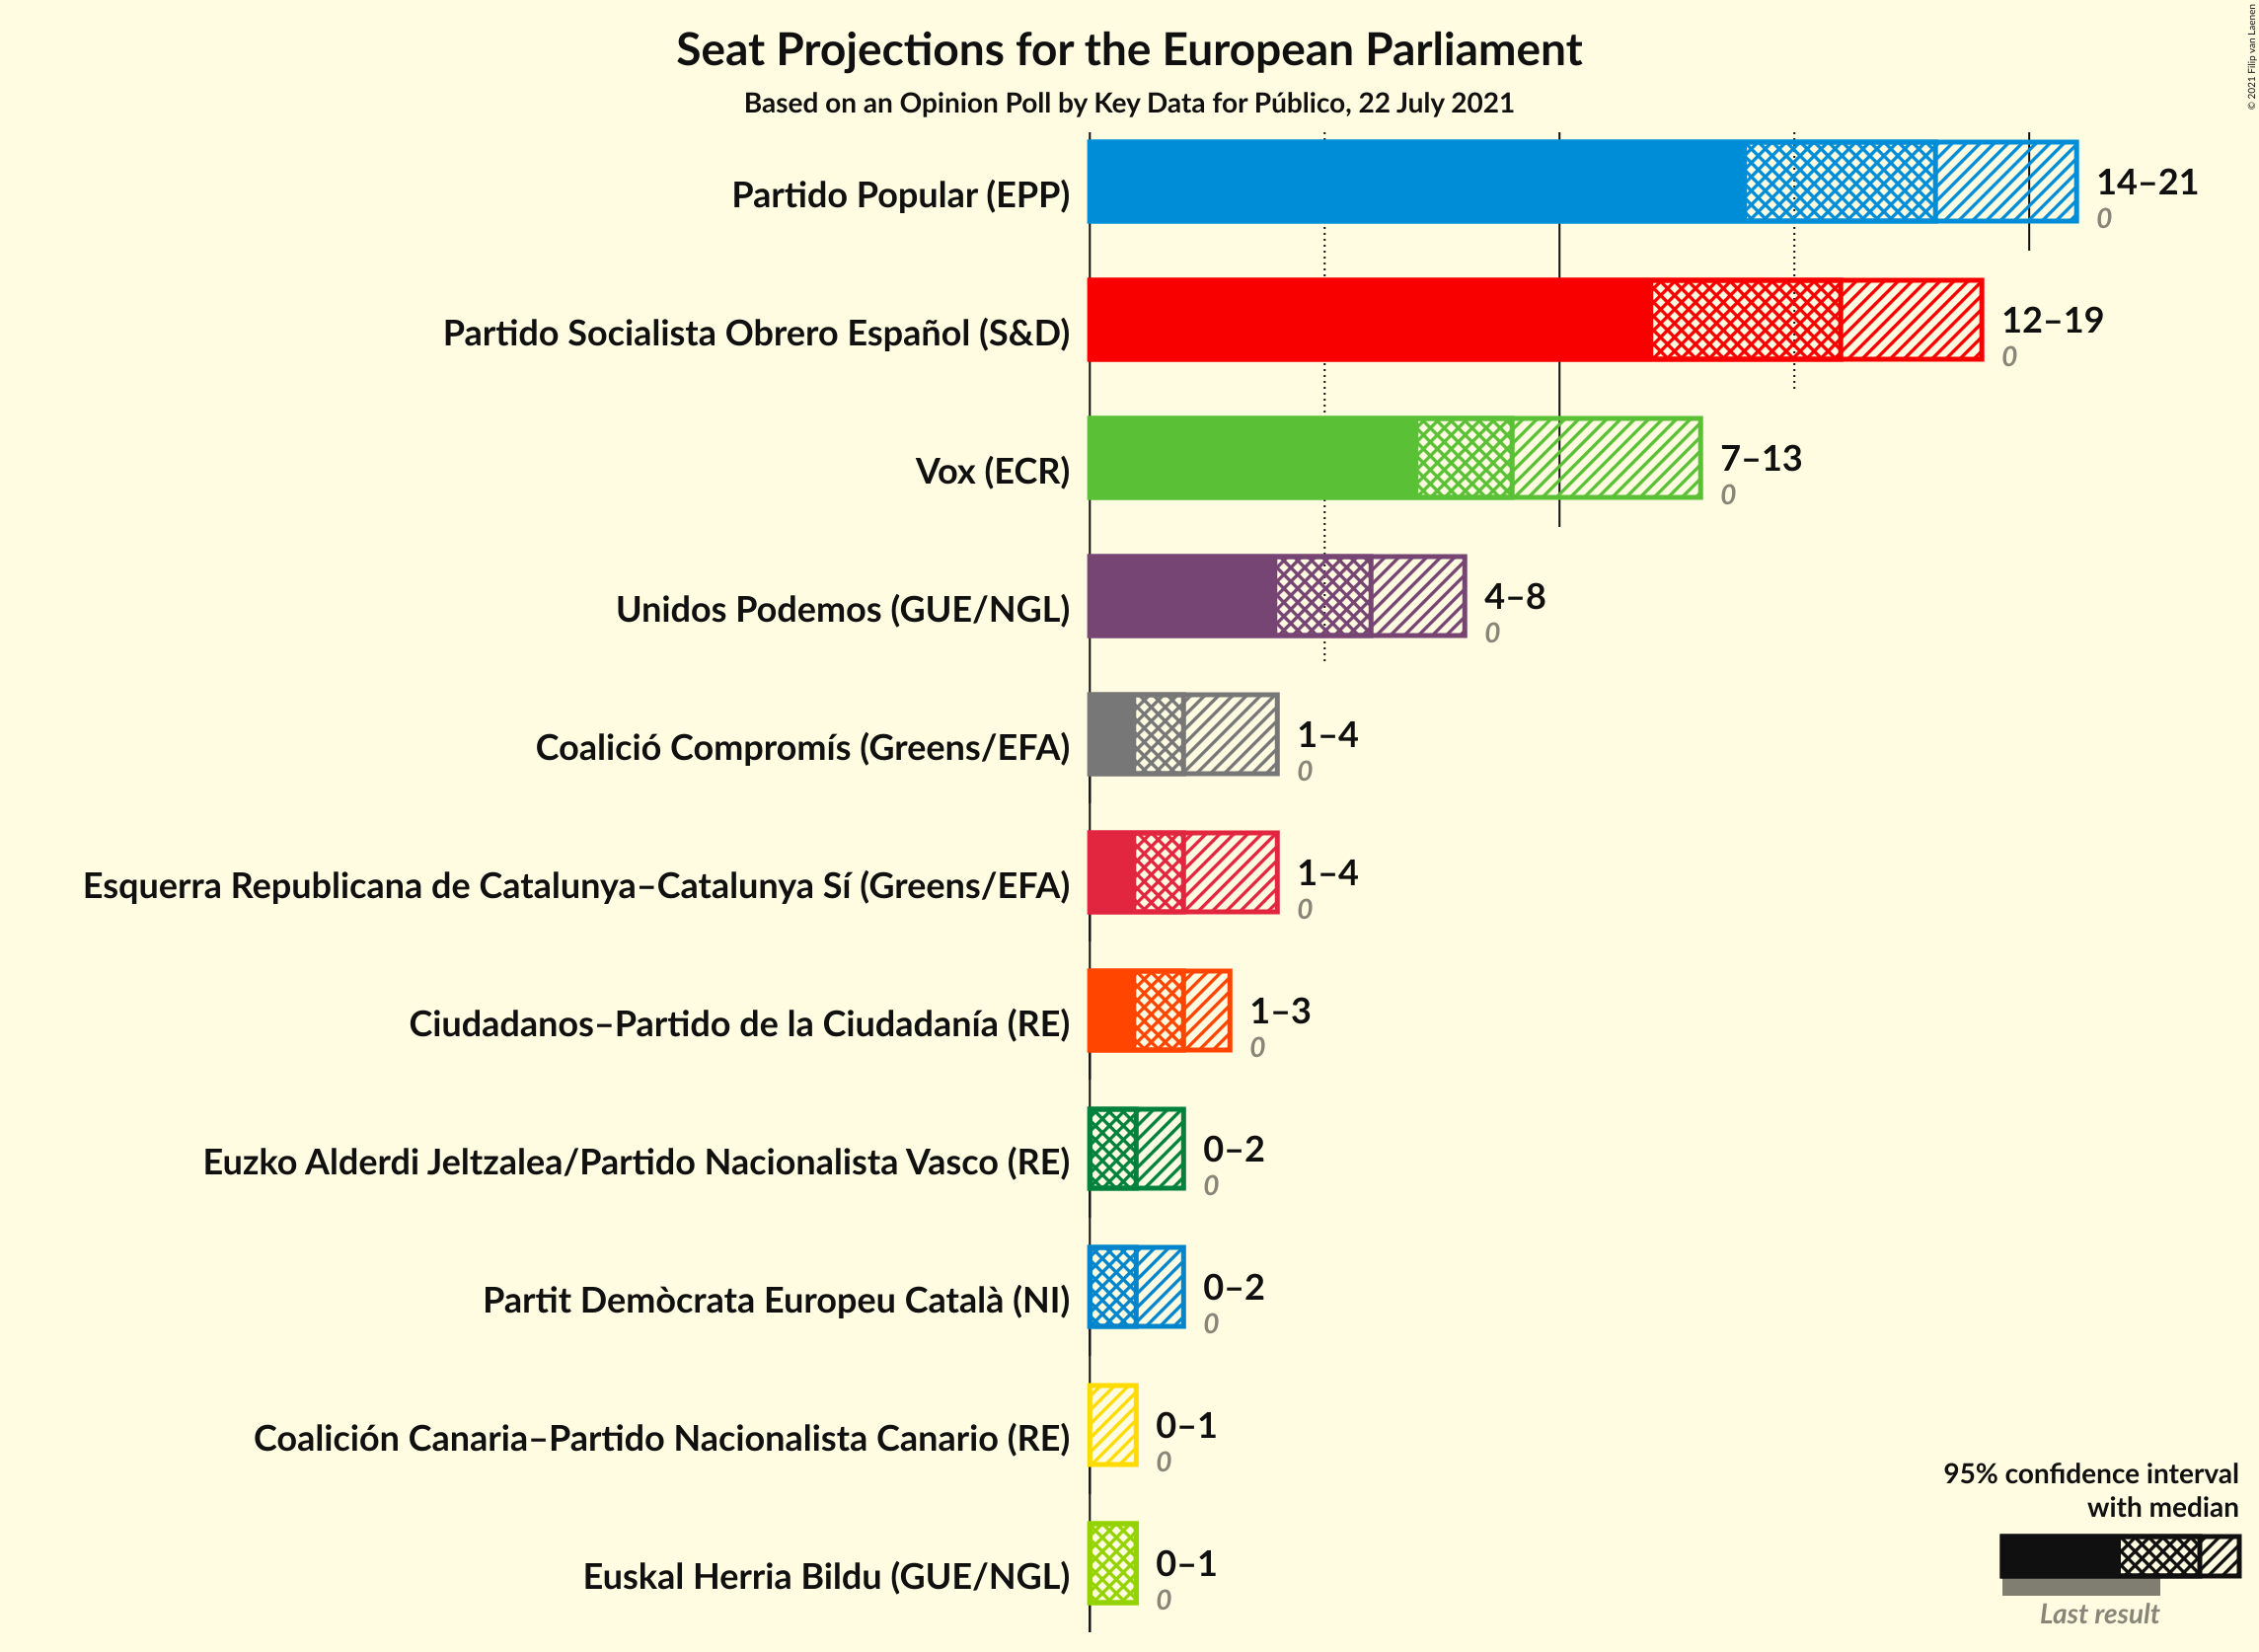 Seat Projections for the European Parliament
Based on an Opinion Poll by Key Data for Público, 22 July 2021
© 2021 Filip van Laenen
Partido Popular (EPP)
14–21
0
Partido Socialista Obrero Español (S&D)
12–19
0
Vox (ECR)
7–13
0
Unidos Podemos (GUE/NGL)
4–8
0
Coalició Compromís (Greens/EFA)
1–4
0
Esquerra Republicana de Catalunya–Catalunya Sí (Greens/EFA)
1–4
0
Ciudadanos–Partido de la Ciudadanía (RE)
1–3
0
Euzko Alderdi Jeltzalea/Partido Nacionalista Vasco (RE)
0–2
0
Partit Demòcrata Europeu Català (NI)
0–2
0
Coalición Canaria–Partido Nacionalista Canario (RE)
0–1
0
Euskal Herria Bildu (GUE/NGL)
0–1
0
95% confidence interval
with median
Last result